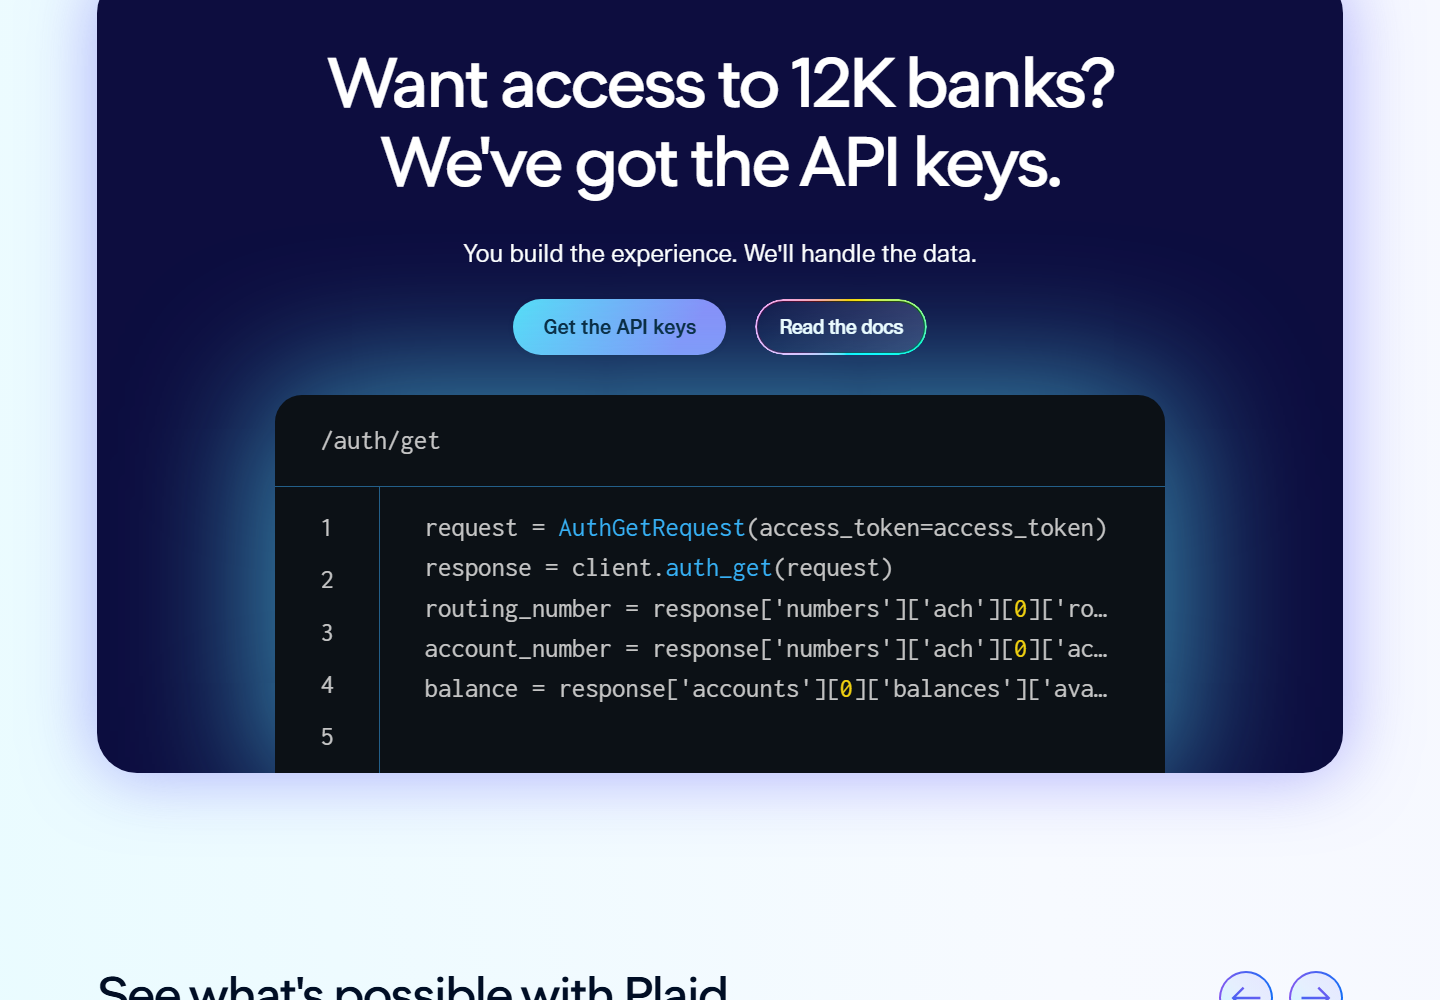 Want access to 12K banks?
We've got the API keys.
You build the experience. We'll handle the data.
Get the API keys
Read the docs
/auth/get
1
request = AuthGetRequest(access_token=access_token)
2
response = client.auth_get(request)
3
routing_number = response['numbers']['ach'][0]['ro…
4
account_number = response['numbers']['ach'][0]['ac…
5
balance = response['accounts'][0]['balances']['ava…
See what's possible with Plaid